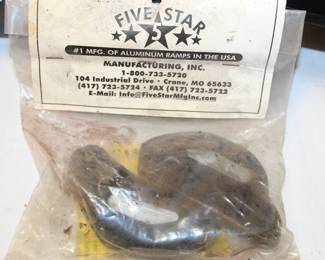 FIVE STAR
5
#1 MFG. OF ALUMINUM RAMPS IN THE USA
MANUFACTURING, INC.
1-800-733-5720
104 Industrial Drive • Crane, MO 65633
(417) 723-5724 • FAX (417) 723-5722
E-Mail: Info@FiveStarMfgInc.com